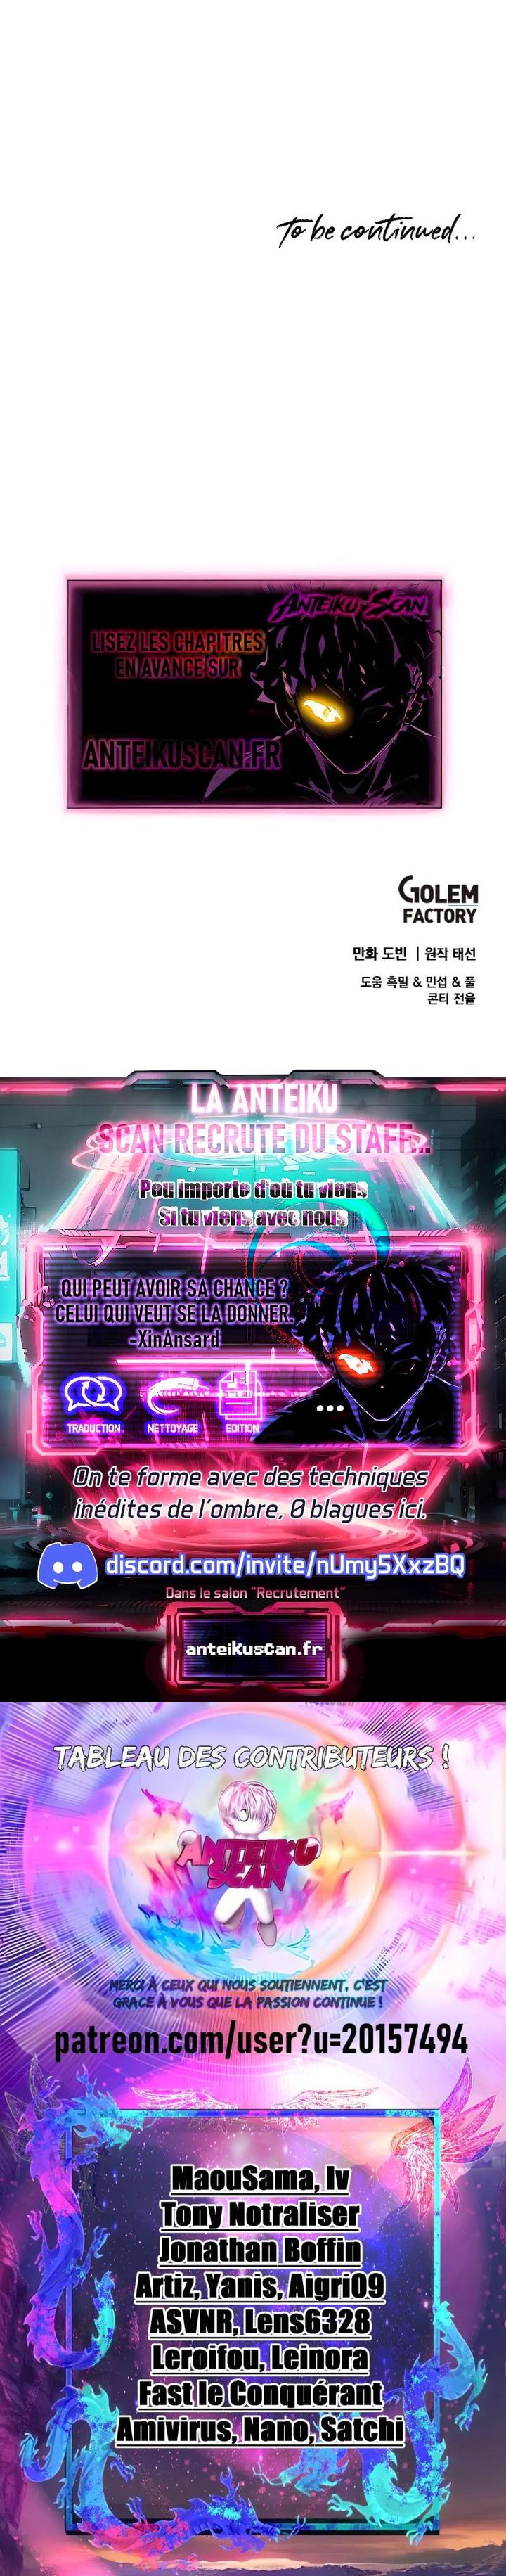 To be continued...
ANTEIKU-SCAN
LISEZ LES CHAPITRES
EN AVANCE SUR
ANTEIKUSCAN.FR
GOLEM
FACTORY
만화 도빈 | 원작 태선
도움 흑밀 & 민섭 & 풀
콘티 전율
LA ANTEIKU
SCAN RECRUTE DU STAFF..
Peu importe d'où tu viens
Si tu viens avec nous
QUI PEUT AVOIR SA CHANCE ?
CELUI QUI VEUT SE LA DONNER.
-XinAnsard
TRADUCTION
NETTOYAGE
EDITION
...
On te forme avec des techniques
inédites de l'ombre, 0 blagues ici.
discord.com/invite/nUmy5XxzBQ
Dans le salon "Recrutement"
anteikuscan.fr
TABLEAU DES CONTRIBUTEURS !
ANTEIKU
SCAN
MERCI À CEUX QUI NOUS SOUTIENNENT, C'EST
GRACE À VOUS QUE LA PASSION CONTINUE !
patreon.com/user?u=20157494
MaouSama, Iv
Tony Notraliser
Jonathan Boffin
Artiz, Yanis, Aigri09
ASVNR, Lens6328
Leroifou, Leinora
Fast le Conquérant
Amivirus, Nano, Satchi